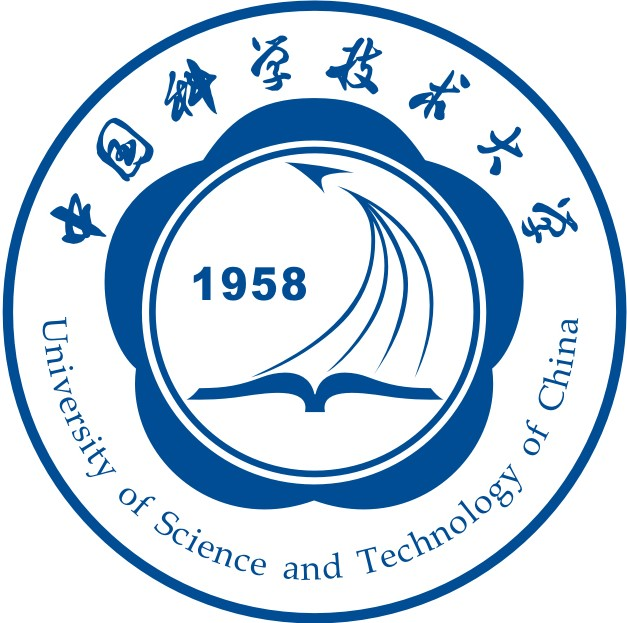 中国科学技术大学
1958
University of Science and Technology of China